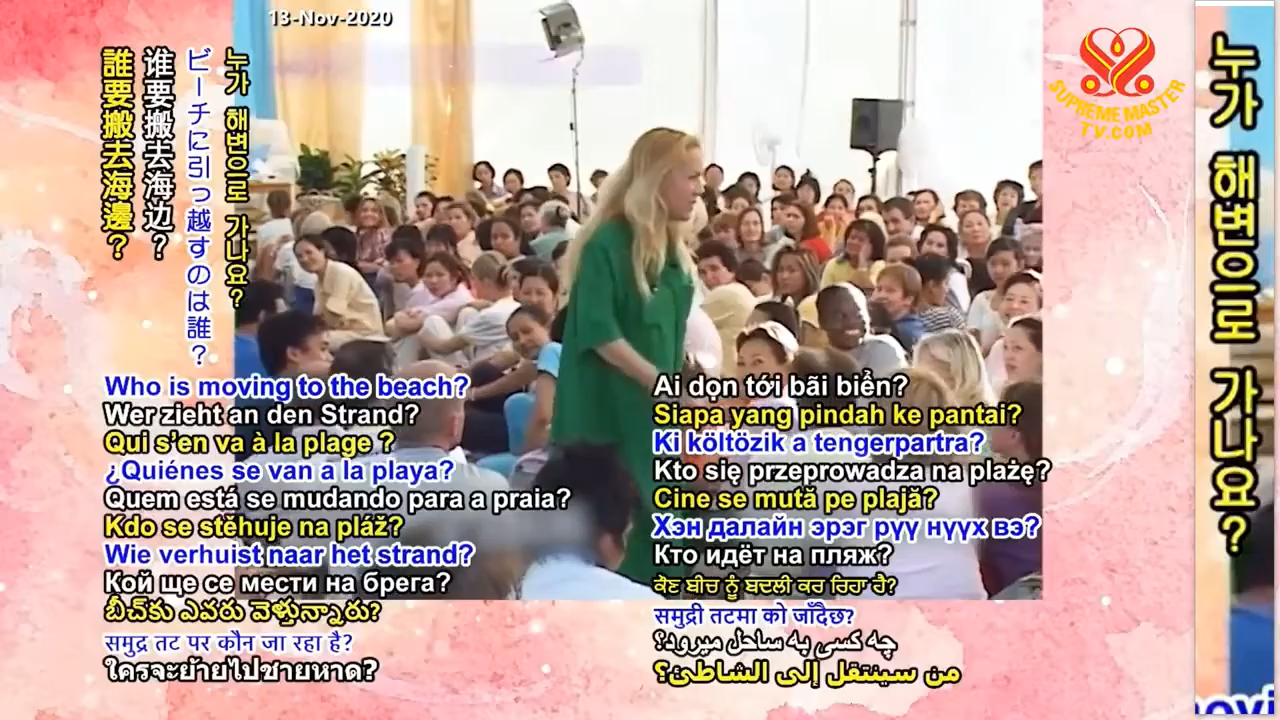 13-Nov-2020
SUPREME MASTER
TV.COM
誰要搬去海邊？
谁要搬去海边？
ビーチに引っ越すのは誰？
누가 해변으로 가나요?
Who is moving to the beach?
Wer zieht an den Strand?
Qui s'en va à la plage ?
¿Quiénes se van a la playa?
Quem está se mudando para a praia?
Kdo se stěhuje na pláž?
Wie verhuist naar het strand?
Кой ще се мести на брега?
బీచ్‌కు ఎవరు వెళ్తున్నారు?
समुद्र तट पर कौन जा रहा है?
ใครจะย้ายไปชายหาด?
Ai dọn tới bãi biển?
Siapa yang pindah ke pantai?
Ki költözik a tengerpartra?
Kto się przeprowadza na plażę?
Cine se mută pe plajă?
Хэн далайн эрэг рүү нүүх вэ?
Кто идёт на пляж?
ਕੌਣ ਬੀਚ ਨੂੰ ਬਦਲੀ ਕਰ ਰਿਹਾ ਹੈ?
समुद्री तटमा को जाँदैछ?
چه کسی به ساحل میرود؟
من سينتقل إلى الشاطئ؟
누가 해변으로 가나요?